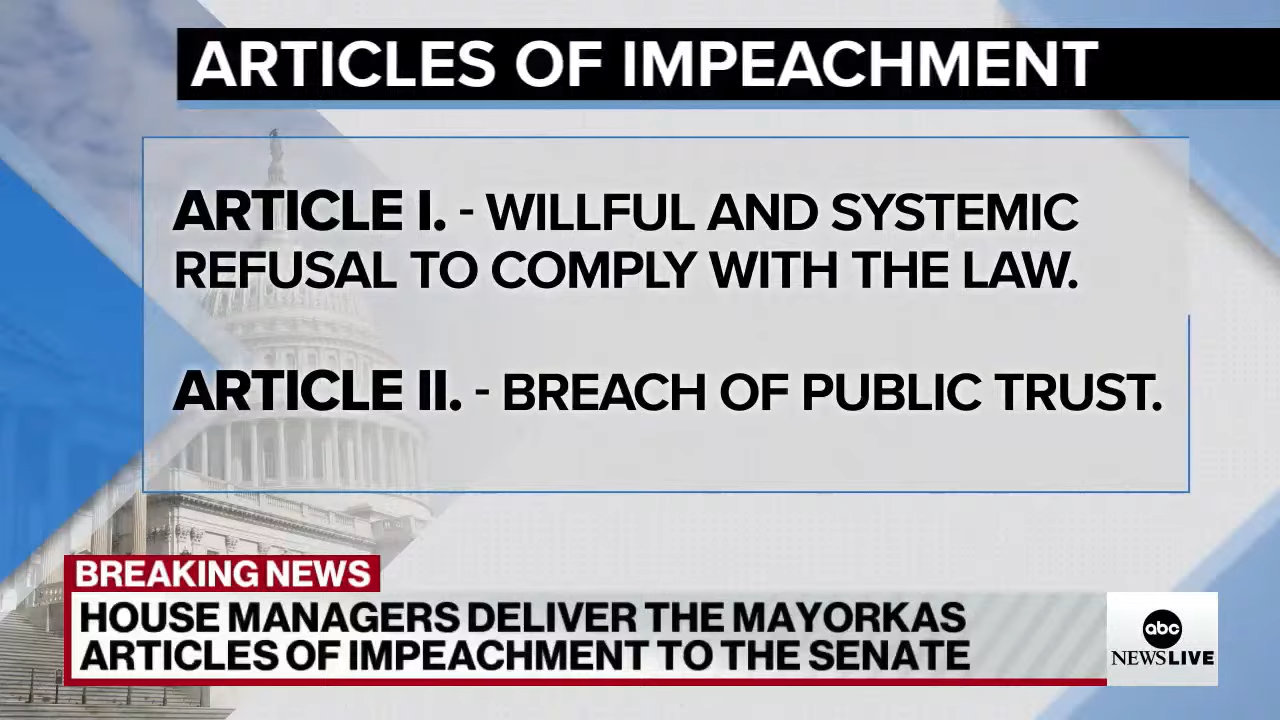 ARTICLES OF IMPEACHMENT
ARTICLE I. - WILLFUL AND SYSTEMIC
REFUSAL TO COMPLY WITH THE LAW.
ARTICLE II. - BREACH OF PUBLIC TRUST.
BREAKING NEWS
HOUSE MANAGERS DELIVER THE MAYORKAS
ARTICLES OF IMPEACHMENT TO THE SENATE
abc
NEWSLIVE